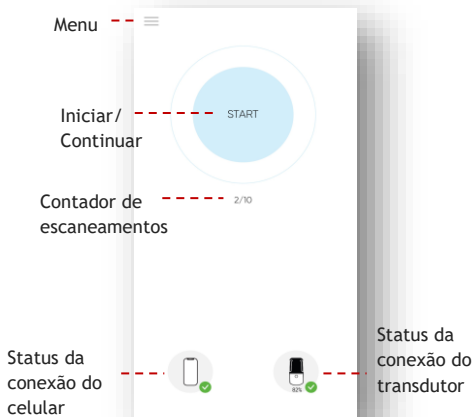 Menu
START
Iniciar/
Continuar
Contador de
escaneamentos
2/10
Status da
conexão do
celular
82%
Status da
conexão do
transdutor